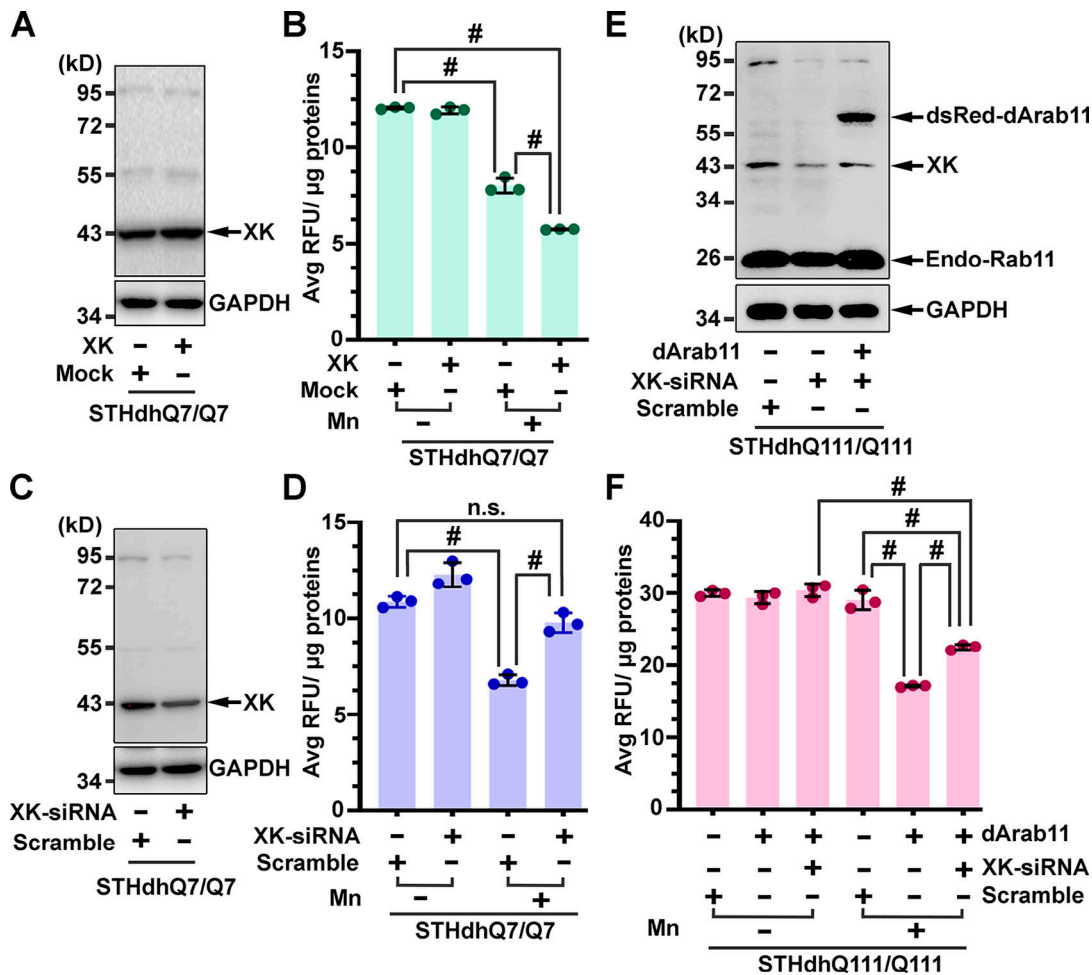 A
(kD)
95
72
55
43
34
XK
GAPDH
XK - +
Mock + -
STHdhQ7/Q7
B
Avg RFU/ µg proteins
15
10
5
0
#
#
#
XK - + - +
Mock + - + -
Mn - +
STHdhQ7/Q7
C
(kD)
95
72
55
43
34
XK
GAPDH
XK-siRNA - +
Scramble + -
STHdhQ7/Q7
D
Avg RFU/ µg proteins
15
10
5
0
n.s.
#
#
XK-siRNA - + - +
Scramble + - + -
Mn - +
STHdhQ7/Q7
E
(kD)
95
72
55
43
34
26
34
dsRed-dArab11
XK
Endo-Rab11
GAPDH
dArab11 - - +
XK-siRNA - + +
Scramble + - -
STHdhQ111/Q111
F
Avg RFU/ µg proteins
40
30
20
10
0
#
#
#
#
- + + - + + dArab11
- - + - - + XK-siRNA
+ - - + - - Scramble
Mn - +
STHdhQ111/Q111